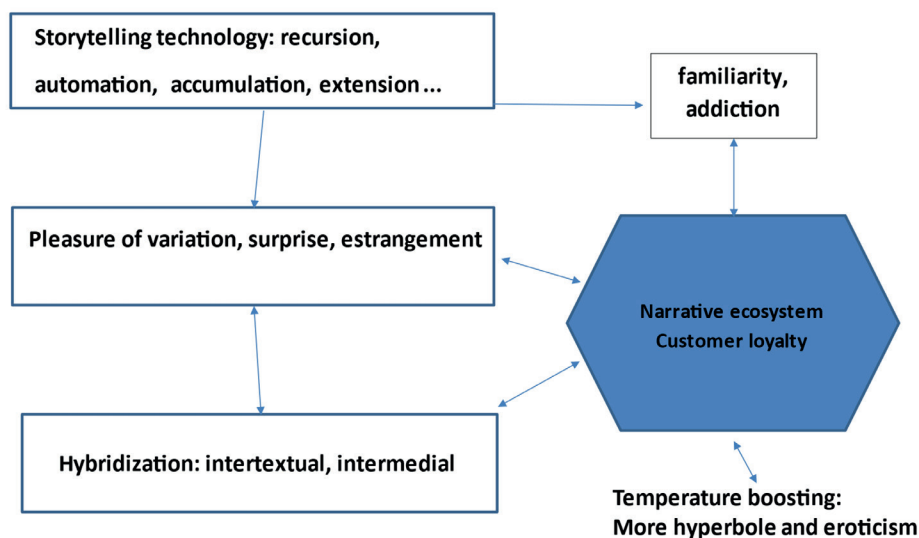 Storytelling technology: recursion,
automation, accumulation, extension ...
familiarity,
addiction
Pleasure of variation, surprise, estrangement
Narrative ecosystem
Customer loyalty
Hybridization: intertextual, intermedial
Temperature boosting:
More hyperbole and eroticism